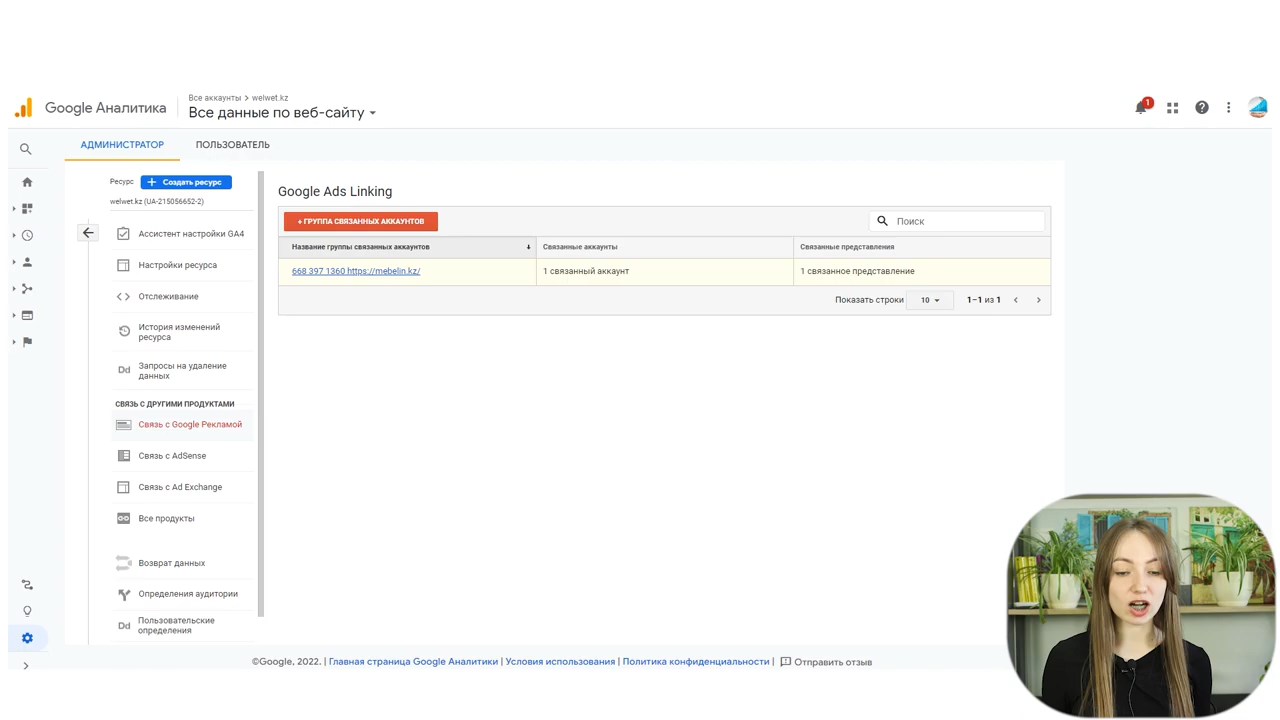 Google Аналитика
Все аккаунты > welwet.kz
Все данные по веб-сайту
1
АДМИНИСТРАТОР
ПОЛЬЗОВАТЕЛЬ
Ресурс
+ Создать ресурс
welwet.kz (UA-215056652-2)
Ассистент настройки GA4
Настройки ресурса
Отслеживание
История изменений
ресурса
Dd
Запросы на удаление
данных
СВЯЗЬ С ДРУГИМИ ПРОДУКТАМИ
Связь с Google Рекламой
Связь с AdSense
Связь с Ad Exchange
Все продукты
Возврат данных
Определения аудитории
Dd
Пользовательские
определения
Google Ads Linking
+ ГРУППА СВЯЗАННЫХ АККАУНТОВ
Поиск
Название группы связанных аккаунтов
Связанные аккаунты
Связанные представления
668 397 1360 https://mebelin.kz/
1 связанный аккаунт
1 связанное представление
Показать строки
10
1–1 из 1
©Google, 2022. | Главная страница Google Аналитики | Условия использования | Политика конфиденциальности | Отправить отзыв